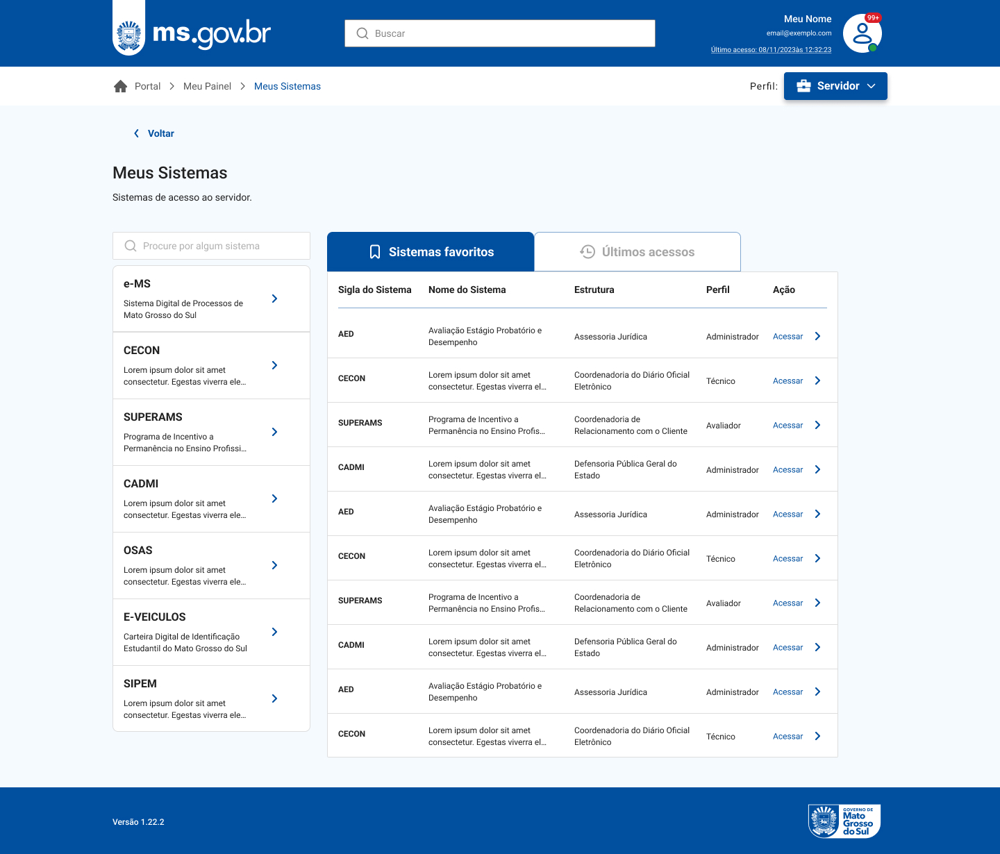 ms.gov.br
Buscar
Meu Nome
email@exemplo.com
Último acesso: 08/11/2023às 12:32:23
99+
Portal
Meu Painel
Meus Sistemas
Perfil:
Servidor
Voltar
Meus Sistemas
Sistemas de acesso ao servidor.
Procure por algum sistema
e-MS
Sistema Digital de Processos de
Mato Grosso do Sul
CECON
Lorem ipsum dolor sit amet
consectetur. Egestas viverra ele...
SUPERAMS
Programa de Incentivo a
Permanência no Ensino Profissi...
CADMI
Lorem ipsum dolor sit amet
consectetur. Egestas viverra ele...
OSAS
Lorem ipsum dolor sit amet
consectetur. Egestas viverra ele...
E-VEICULOS
Carteira Digital de Identificação
Estudantil do Mato Grosso do Sul
SIPEM
Lorem ipsum dolor sit amet
consectetur. Egestas viverra ele...
Sistemas favoritos
Últimos acessos
Sigla do Sistema Nome do Sistema Estrutura Perfil Ação
AED
Avaliação Estágio Probatório e
Desempenho
Assessoria Jurídica
Administrador
Acessar
CECON
Lorem ipsum dolor sit amet
consectetur. Egestas viverra el...
Coordenadoria do Diário Oficial
Eletrônico
Técnico
Acessar
SUPERAMS
Programa de Incentivo a
Permanência no Ensino Profis...
Coordenadoria de
Relacionamento com o Cliente
Avaliador
Acessar
CADMI
Lorem ipsum dolor sit amet
consectetur. Egestas viverra el...
Defensoria Pública Geral do
Estado
Administrador
Acessar
AED
Avaliação Estágio Probatório e
Desempenho
Assessoria Jurídica
Administrador
Acessar
CECON
Lorem ipsum dolor sit amet
consectetur. Egestas viverra el...
Coordenadoria do Diário Oficial
Eletrônico
Técnico
Acessar
SUPERAMS
Programa de Incentivo a
Permanência no Ensino Profis...
Coordenadoria de
Relacionamento com o Cliente
Avaliador
Acessar
CADMI
Lorem ipsum dolor sit amet
consectetur. Egestas viverra el...
Defensoria Pública Geral do
Estado
Administrador
Acessar
AED
Avaliação Estágio Probatório e
Desempenho
Assessoria Jurídica
Administrador
Acessar
CECON
Lorem ipsum dolor sit amet
consectetur. Egestas viverra el...
Coordenadoria do Diário Oficial
Eletrônico
Técnico
Acessar
Versão 1.22.2
GOVERNO DE
Mato
Grosso
do Sul